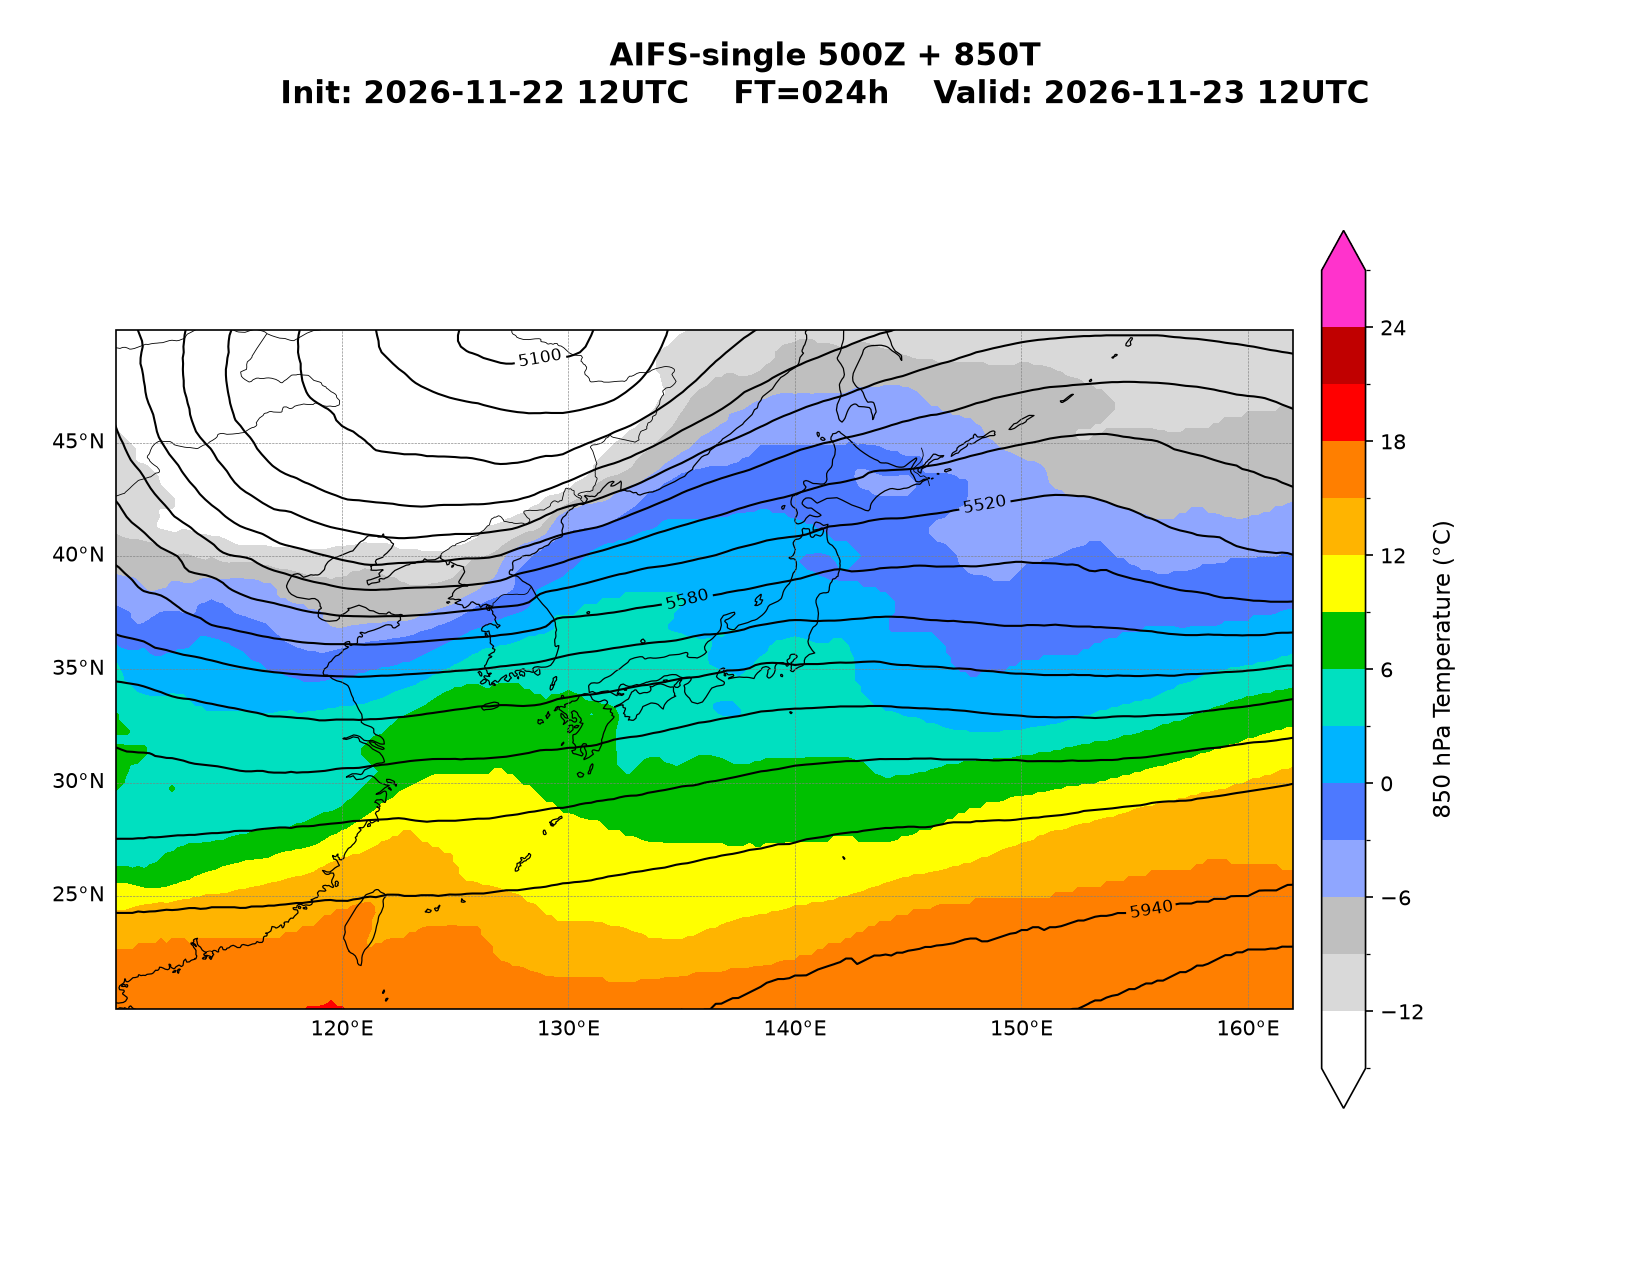 AIFS-single 500Z + 850T
Init: 2026-11-22 12UTC    FT=024h    Valid: 2026-11-23 12UTC
5100
5520
5580
5940
45°N
40°N
35°N
30°N
25°N
120°E
130°E
140°E
150°E
160°E
24
18
12
6
0
−6
−12
850 hPa Temperature (°C)